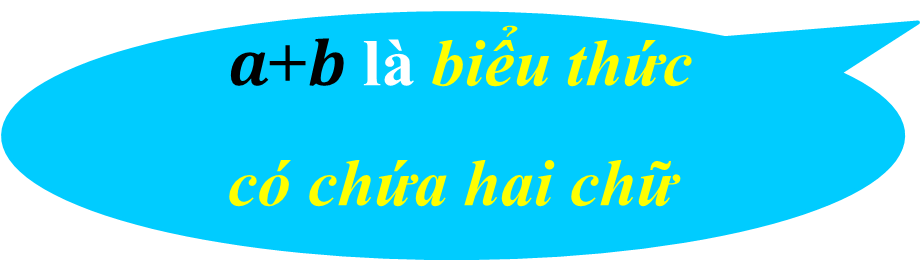 a+b là biểu thức
có chứa hai chữ